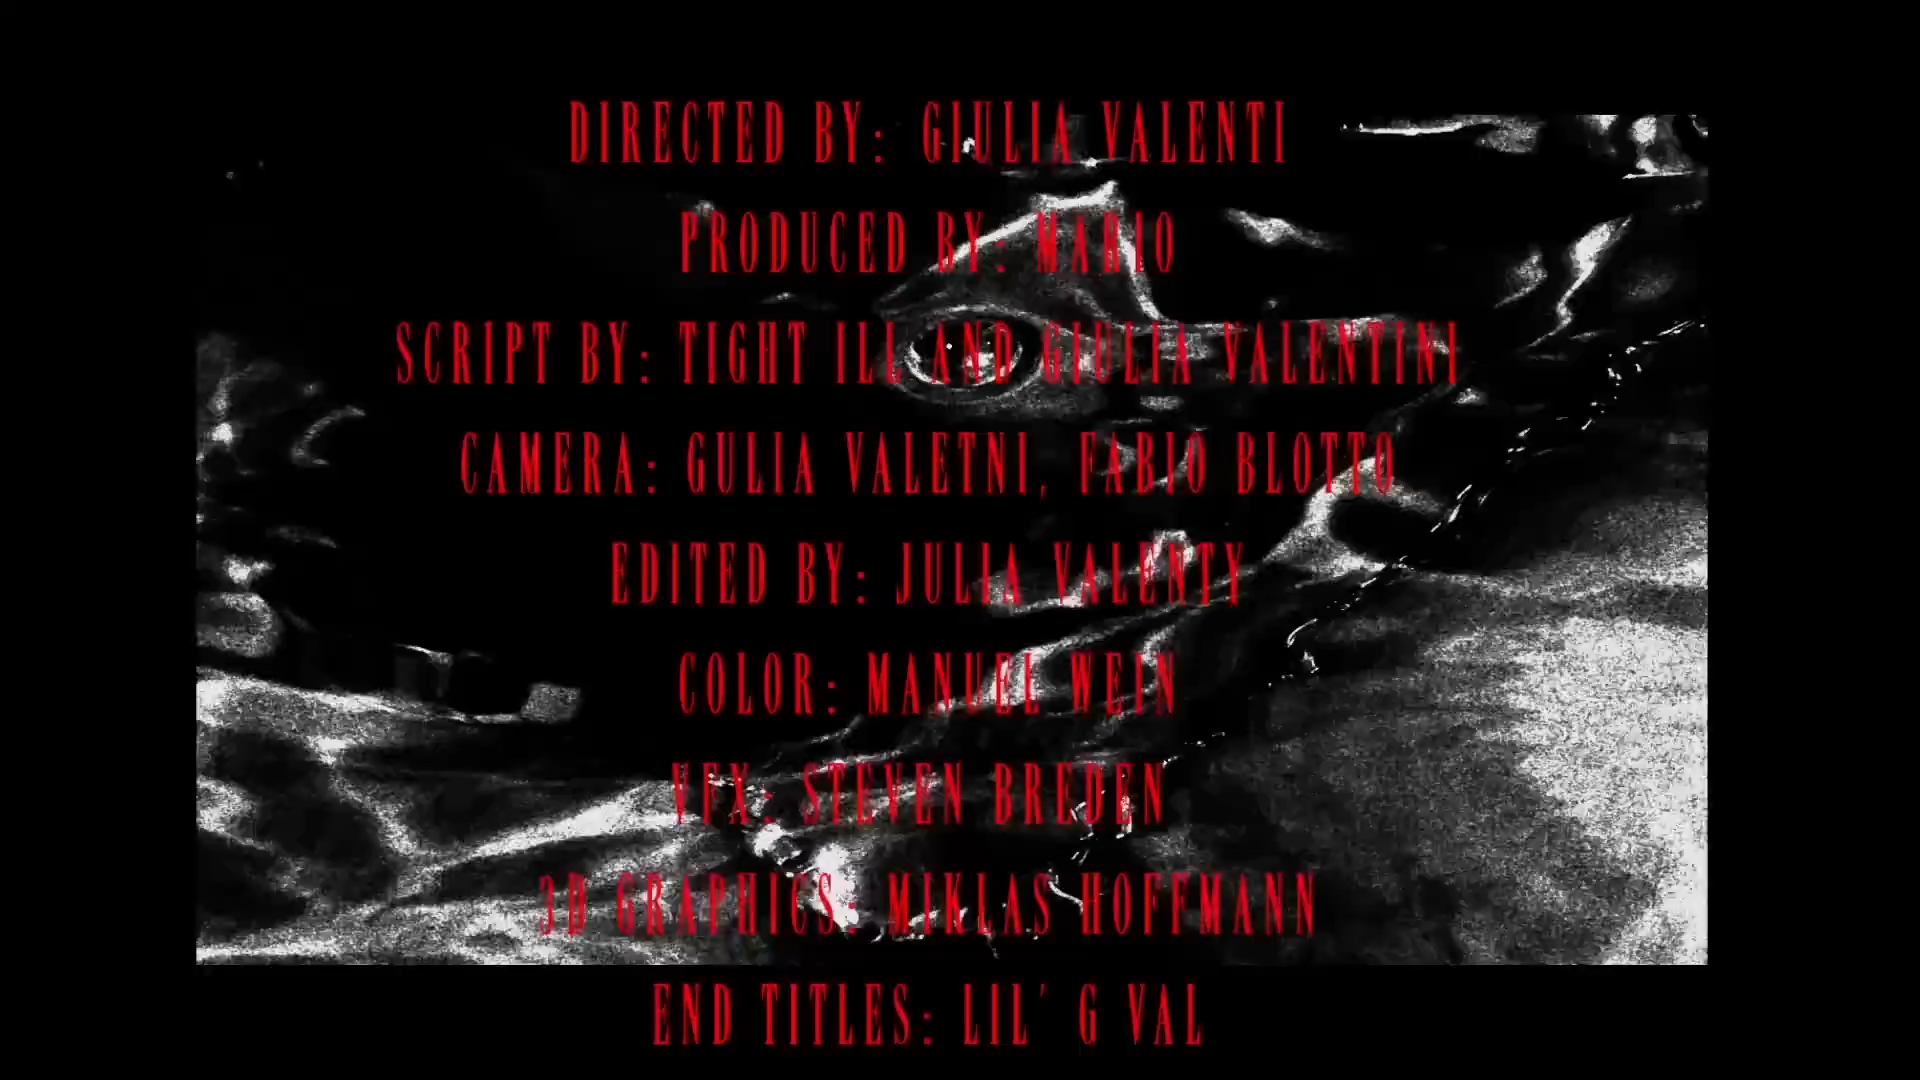 DIRECTED BY: GIULIA VALENTI
PRODUCED BY: MARIO
SCRIPT BY: TIGHT ILL AND GIULIA VALENTINI
CAMERA: GULIA VALETNI, FABIO BLOTTO
EDITED BY: JULIA VALENTY
COLOR: MANUEL WEIN
VFX: STEVEN BREDEN
3D GRAPHICS: MIKLAS HOFFMANN
END TITLES: LIL' G VAL